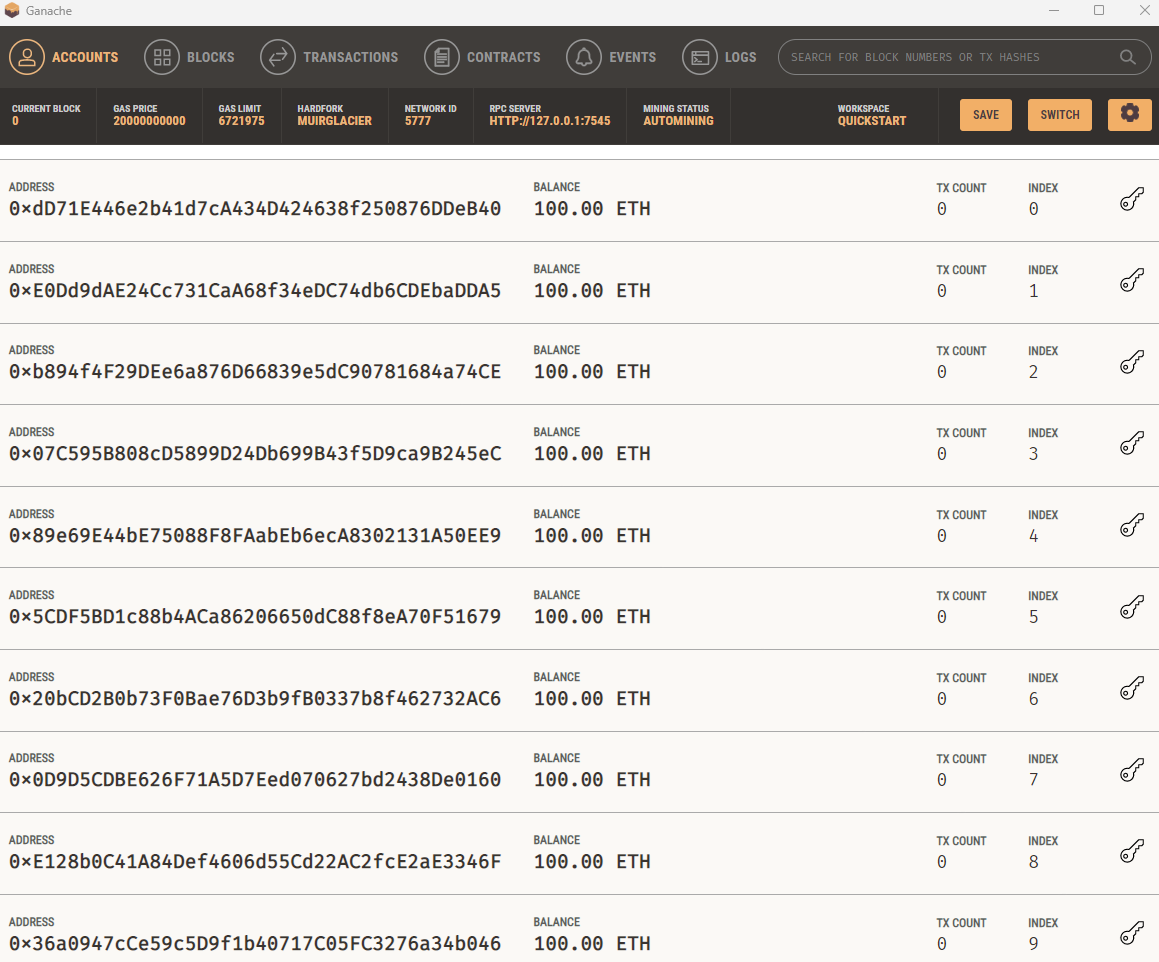 Ganache
ACCOUNTS BLOCKS TRANSACTIONS CONTRACTS EVENTS LOGS SEARCH FOR BLOCK NUMBERS OR TX HASHES
CURRENT BLOCK GAS PRICE GAS LIMIT HARDFORK NETWORK ID RPC SERVER MINING STATUS WORKSPACE
0 20000000000 6721975 MUIRGLACIER 5777 HTTP://127.0.0.1:7545 AUTOMINING QUICKSTART SAVE SWITCH
ADDRESS BALANCE TX COUNT INDEX
0×dD71E446e2b41d7cA434D424638f250876DDeB40 100.00 ETH 0 0
ADDRESS BALANCE TX COUNT INDEX
0×E0Dd9dAE24Cc731CaA68f34eDC74db6CDEbaDDA5 100.00 ETH 0 1
ADDRESS BALANCE TX COUNT INDEX
0×b894f4F29DEe6a876D66839e5dC90781684a74CE 100.00 ETH 0 2
ADDRESS BALANCE TX COUNT INDEX
0×07C595B808cD5899D24Db699B43f5D9ca9B245eC 100.00 ETH 0 3
ADDRESS BALANCE TX COUNT INDEX
0×89e69E44bE75088F8FAabEb6ecA8302131A50EE9 100.00 ETH 0 4
ADDRESS BALANCE TX COUNT INDEX
0×5CDF5BD1c88b4ACa86206650dC88f8eA70F51679 100.00 ETH 0 5
ADDRESS BALANCE TX COUNT INDEX
0×20bCD2B0b73F0Bae76D3b9fB0337b8f462732AC6 100.00 ETH 0 6
ADDRESS BALANCE TX COUNT INDEX
0×0D9D5CDBE626F71A5D7Eed070627bd2438De0160 100.00 ETH 0 7
ADDRESS BALANCE TX COUNT INDEX
0×E128b0C41A84Def4606d55Cd22AC2fcE2aE3346F 100.00 ETH 0 8
ADDRESS BALANCE TX COUNT INDEX
0×36a0947cCe59c5D9f1b40717C05FC3276a34b046 100.00 ETH 0 9